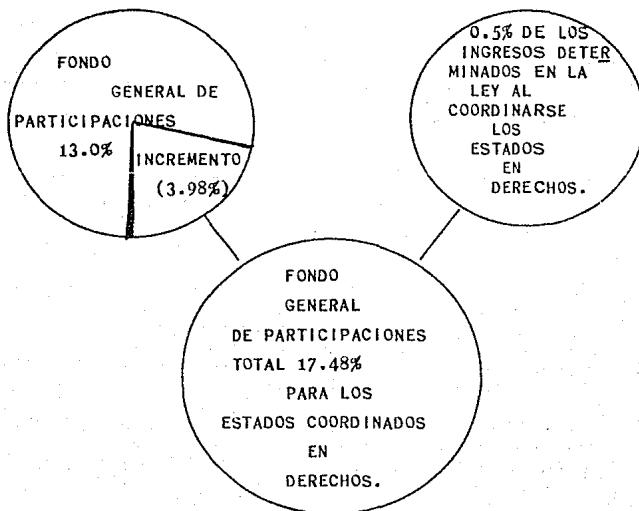 FONDO
GENERAL DE
PARTICIPACIONES
13.0%
INCREMENTO
(3.98%)
0.5% DE LOS
INGRESOS DETER
MINADOS EN LA
LEY AL
COORDINARSE
LOS
ESTADOS
EN
DERECHOS.
FONDO
GENERAL
DE PARTICIPACIONES
TOTAL 17.48%
PARA LOS
ESTADOS COORDINADOS
EN
DERECHOS.